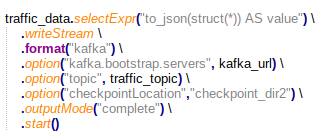 traffic_data.selectExpr("to_json(struct(*)) AS value") \
.writeStream \
.format("kafka") \
.option("kafka.bootstrap.servers", kafka_url) \
.option("topic", traffic_topic) \
.option("checkpointLocation","checkpoint_dir2") \
.outputMode("complete") \
.start()